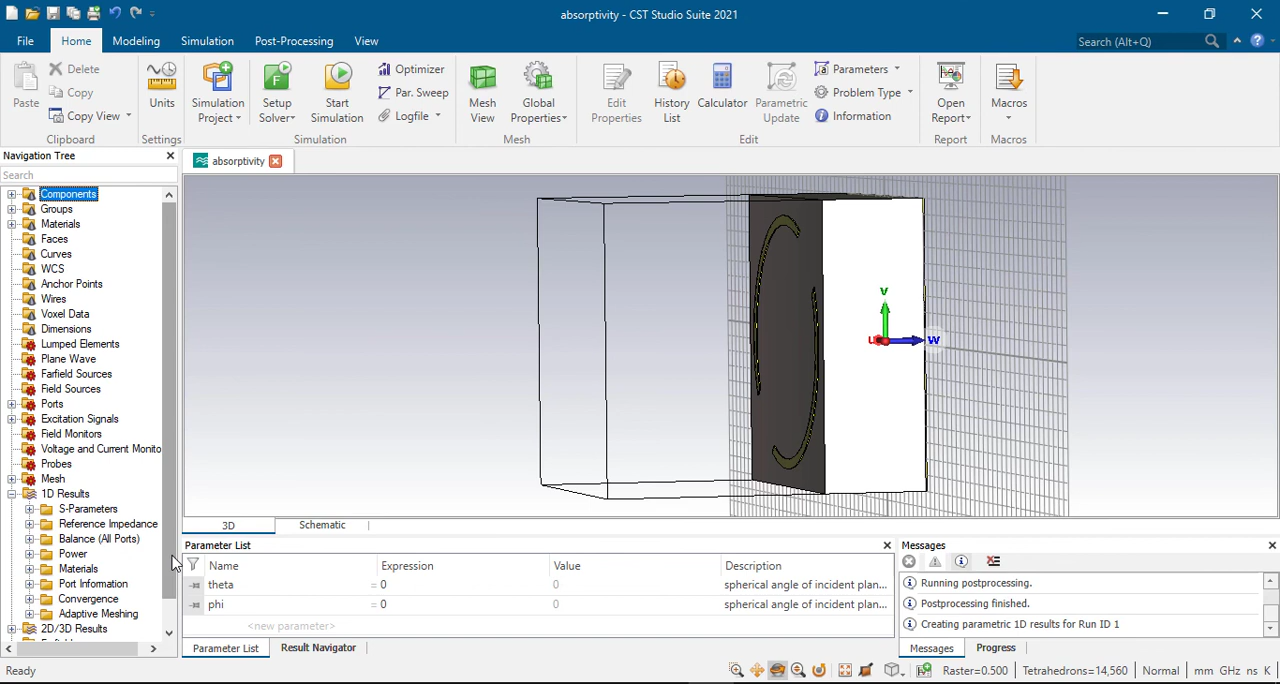 absorptivity - CST Studio Suite 2021
File Home Modeling Simulation Post-Processing View Search (Alt+Q)
Paste Delete Copy Copy View Clipboard
Units Settings
Simulation Project Setup Solver Start Simulation Optimizer Par. Sweep Logfile Simulation
Mesh View Global Properties Mesh
Edit Properties History List Calculator Parametric Update Parameters Problem Type Information Edit
Open Report Report
Macros Macros
Navigation Tree
absorptivity
Search
Components
Groups
Materials
Faces
Curves
WCS
Anchor Points
Wires
Voxel Data
Dimensions
Lumped Elements
Plane Wave
Farfield Sources
Field Sources
Ports
Excitation Signals
Field Monitors
Voltage and Current Monito
Probes
Mesh
1D Results
S-Parameters
Reference Impedance
Balance (All Ports)
Power
Materials
Port Information
Convergence
Adaptive Meshing
2D/3D Results
v
u w
3D Schematic
Parameter List
Name Expression Value Description
theta = 0 0 spherical angle of incident plan...
phi = 0 0 spherical angle of incident plan...
<new parameter>
Parameter List Result Navigator
Messages
Running postprocessing.
Postprocessing finished.
Creating parametric 1D results for Run ID 1
Messages Progress
Ready Raster=0.500 Tetrahedrons=14,560 Normal mm GHz ns K